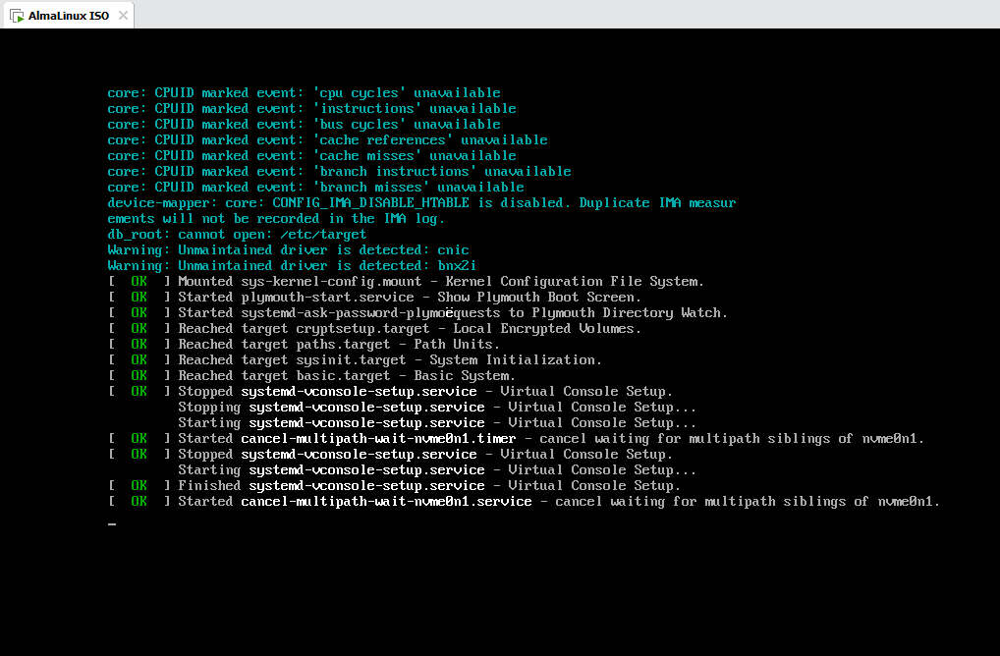 AlmaLinux ISO
core: CPUID marked event: 'cpu cycles' unavailable
core: CPUID marked event: 'instructions' unavailable
core: CPUID marked event: 'bus cycles' unavailable
core: CPUID marked event: 'cache references' unavailable
core: CPUID marked event: 'cache misses' unavailable
core: CPUID marked event: 'branch instructions' unavailable
core: CPUID marked event: 'branch misses' unavailable
device-mapper: core: CONFIG_IMA_DISABLE_HTABLE is disabled. Duplicate IMA measur
ements will not be recorded in the IMA log.
db_root: cannot open: /etc/target
Warning: Unmaintained driver is detected: cnic
Warning: Unmaintained driver is detected: bnx2i
[  OK  ] Mounted sys-kernel-config.mount - Kernel Configuration File System.
[  OK  ] Started plymouth-start.service - Show Plymouth Boot Screen.
[  OK  ] Started systemd-ask-password-plymoëquests to Plymouth Directory Watch.
[  OK  ] Reached target cryptsetup.target - Local Encrypted Volumes.
[  OK  ] Reached target paths.target - Path Units.
[  OK  ] Reached target sysinit.target - System Initialization.
[  OK  ] Reached target basic.target - Basic System.
[  OK  ] Stopped systemd-vconsole-setup.service - Virtual Console Setup.
         Stopping systemd-vconsole-setup.service - Virtual Console Setup...
         Starting systemd-vconsole-setup.service - Virtual Console Setup...
[  OK  ] Started cancel-multipath-wait-nvme0n1.timer - cancel waiting for multipath siblings of nvme0n1.
[  OK  ] Stopped systemd-vconsole-setup.service - Virtual Console Setup.
         Starting systemd-vconsole-setup.service - Virtual Console Setup...
[  OK  ] Finished systemd-vconsole-setup.service - Virtual Console Setup.
[  OK  ] Started cancel-multipath-wait-nvme0n1.service - cancel waiting for multipath siblings of nvme0n1.